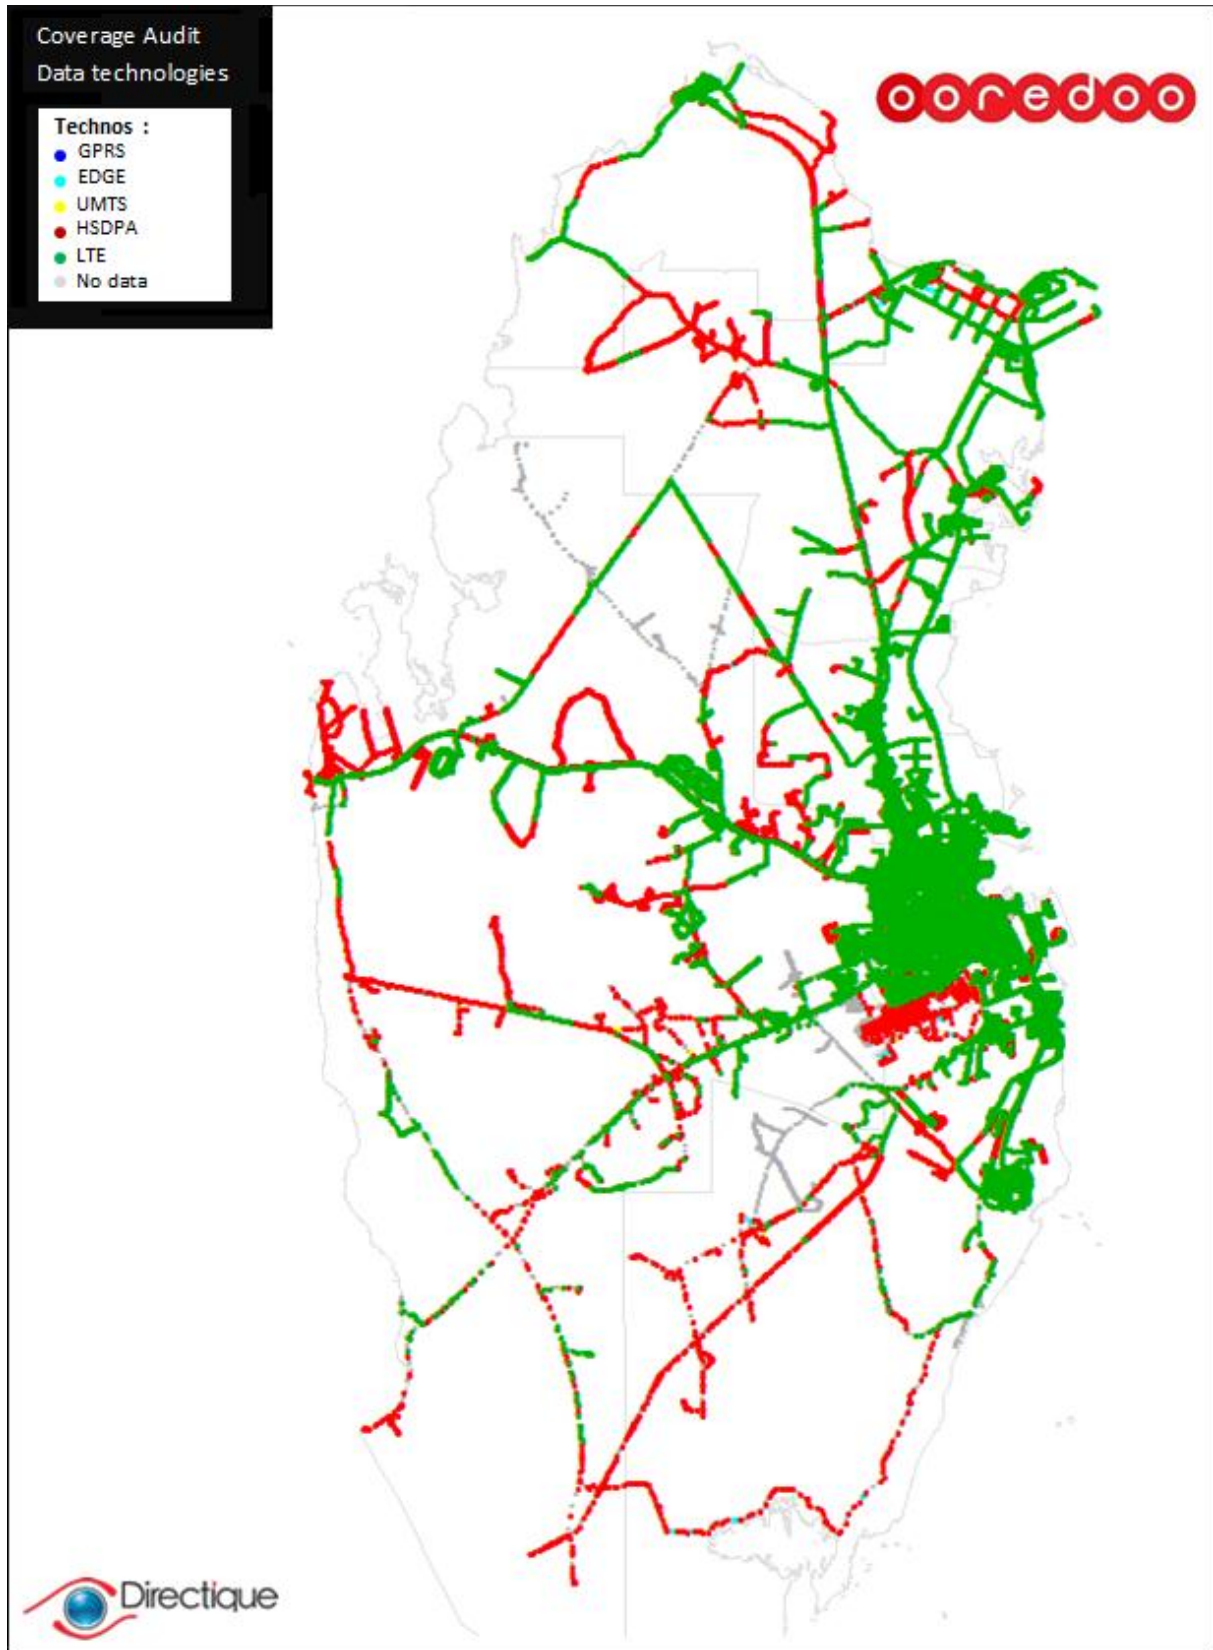 Coverage Audit
Data technologies
Technos :
GPRS
EDGE
UMTS
HSDPA
LTE
No data
ooredoo
Directique